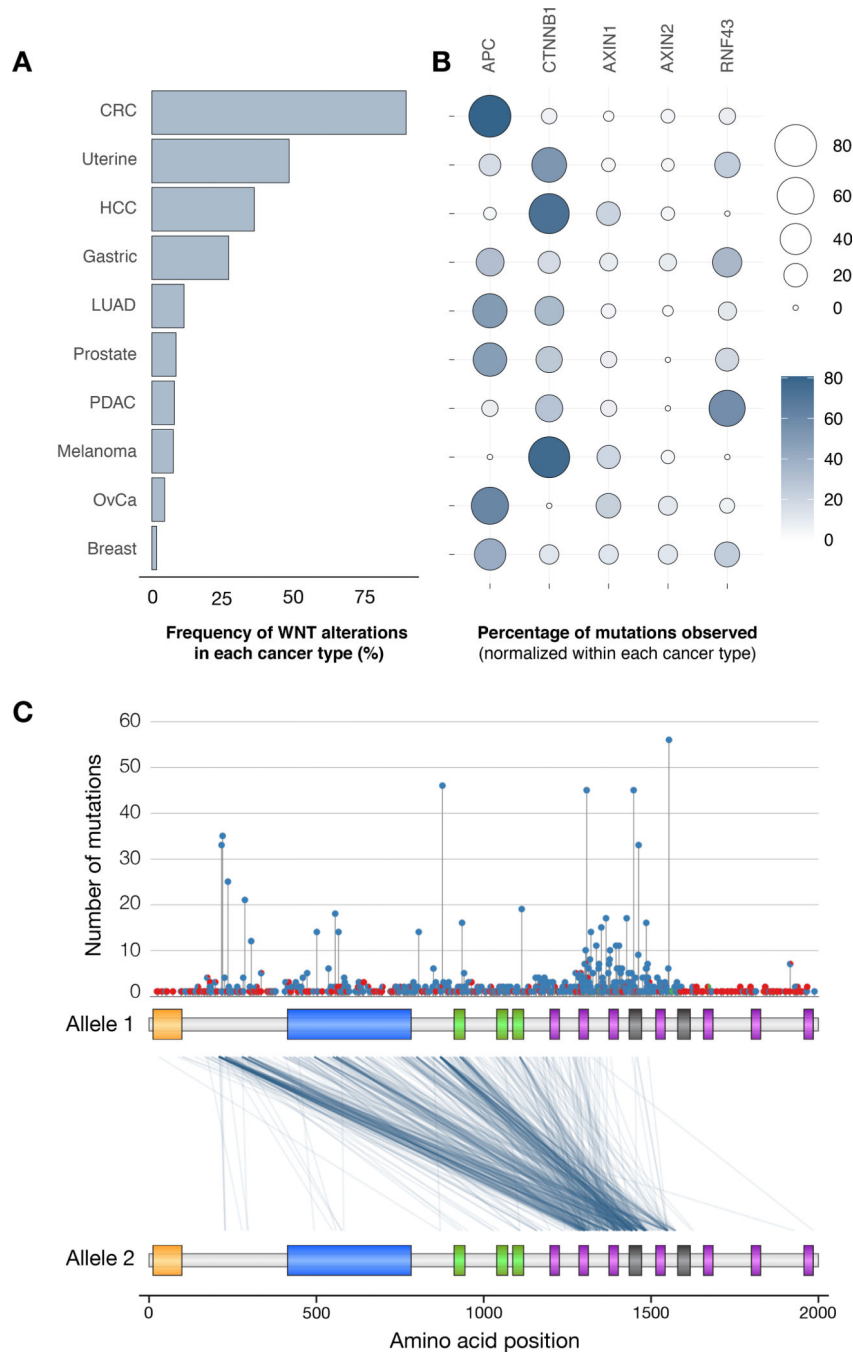 A
CRC
Uterine
HCC
Gastric
LUAD
Prostate
PDAC
Melanoma
OvCa
Breast
0 25 50 75
Frequency of WNT alterations
in each cancer type (%)
B
APC CTNNB1 AXIN1 AXIN2 RNF43
80
60
40
20
0
80
60
40
20
0
Percentage of mutations observed
(normalized within each cancer type)
C
Number of mutations
60
50
40
30
20
10
0
Allele 1
Allele 2
0 500 1000 1500 2000
Amino acid position